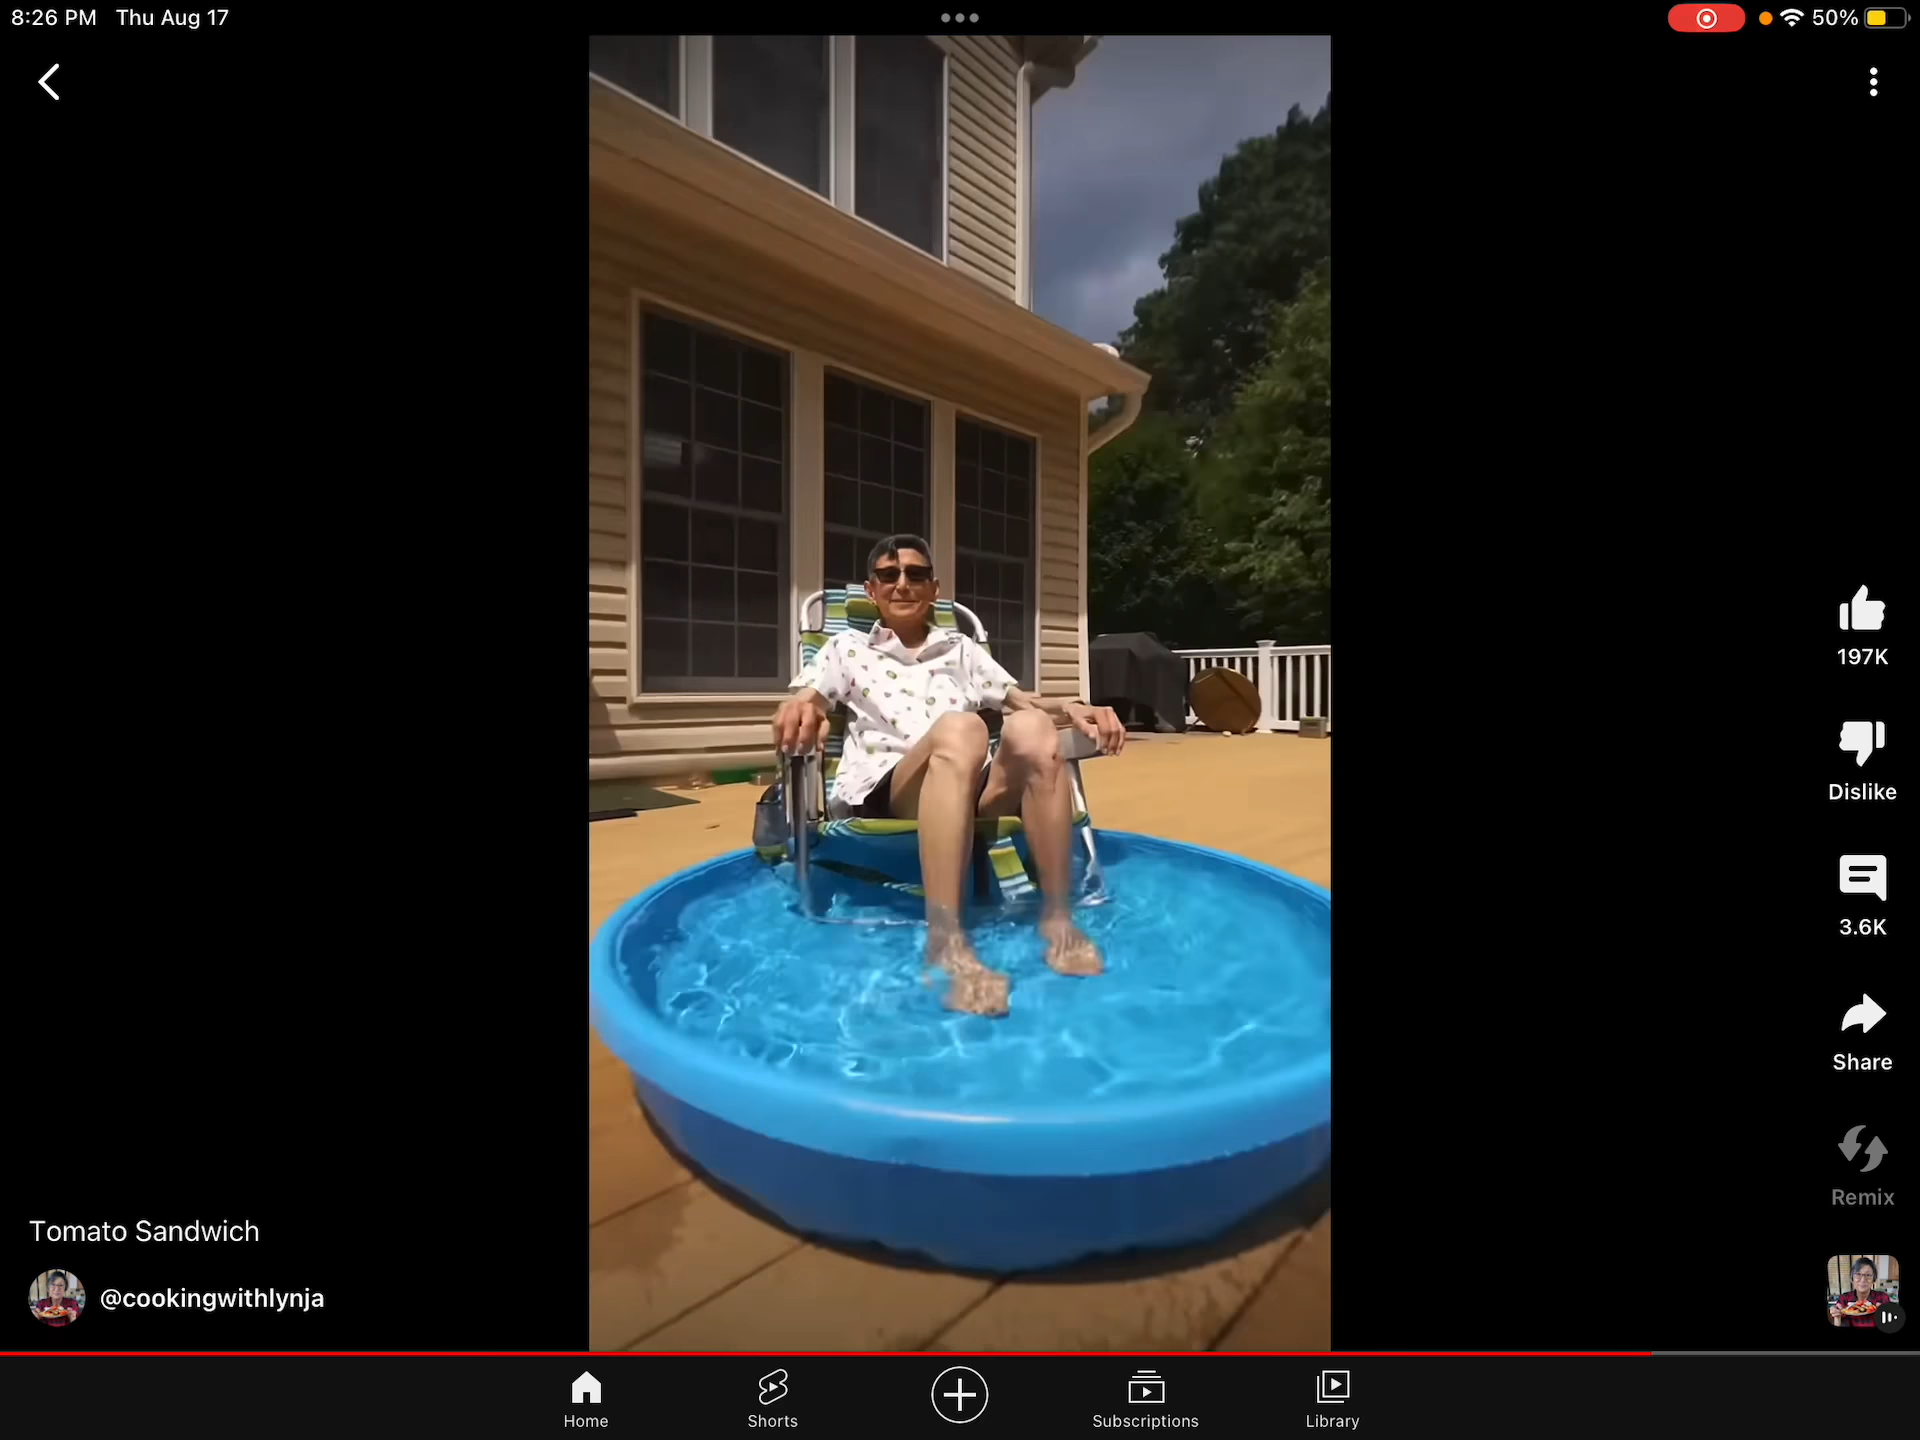 8:26 PM Thu Aug 17
50%
197K
Dislike
3.6K
Share
Remix
Tomato Sandwich
@cookingwithlynja
Home
Shorts
Subscriptions
Library